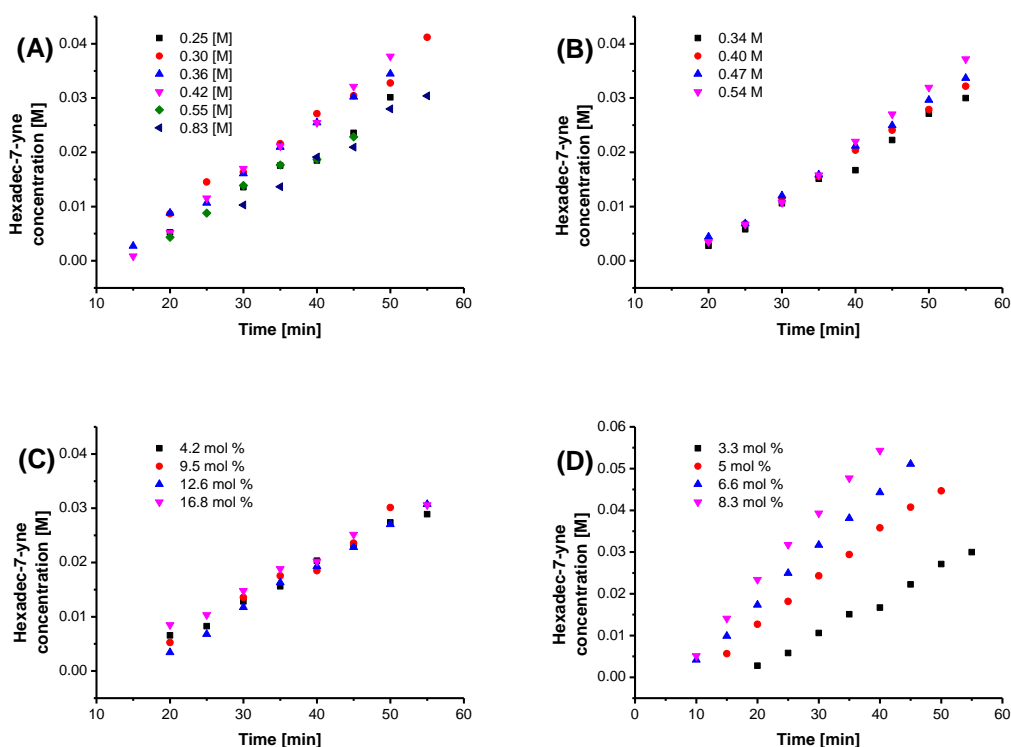 (A)
0.25 [M]
0.30 [M]
0.36 [M]
0.42 [M]
0.55 [M]
0.83 [M]
Hexadec-7-yne
concentration [M]
0.04
0.03
0.02
0.01
0.00
10 20 30 40 50 60
Time [min]
(B)
0.34 M
0.40 M
0.47 M
0.54 M
Hexadec-7-yne
concentration [M]
0.04
0.03
0.02
0.01
0.00
10 20 30 40 50 60
Time [min]
(C)
4.2 mol %
9.5 mol %
12.6 mol %
16.8 mol %
Hexadec-7-yne
concentration [M]
0.04
0.03
0.02
0.01
0.00
10 20 30 40 50 60
Time [min]
(D)
3.3 mol %
5 mol %
6.6 mol %
8.3 mol %
Hexadec-7-yne
concentration [M]
0.06
0.05
0.04
0.03
0.02
0.01
0.00
0 10 20 30 40 50 60
Time [min]